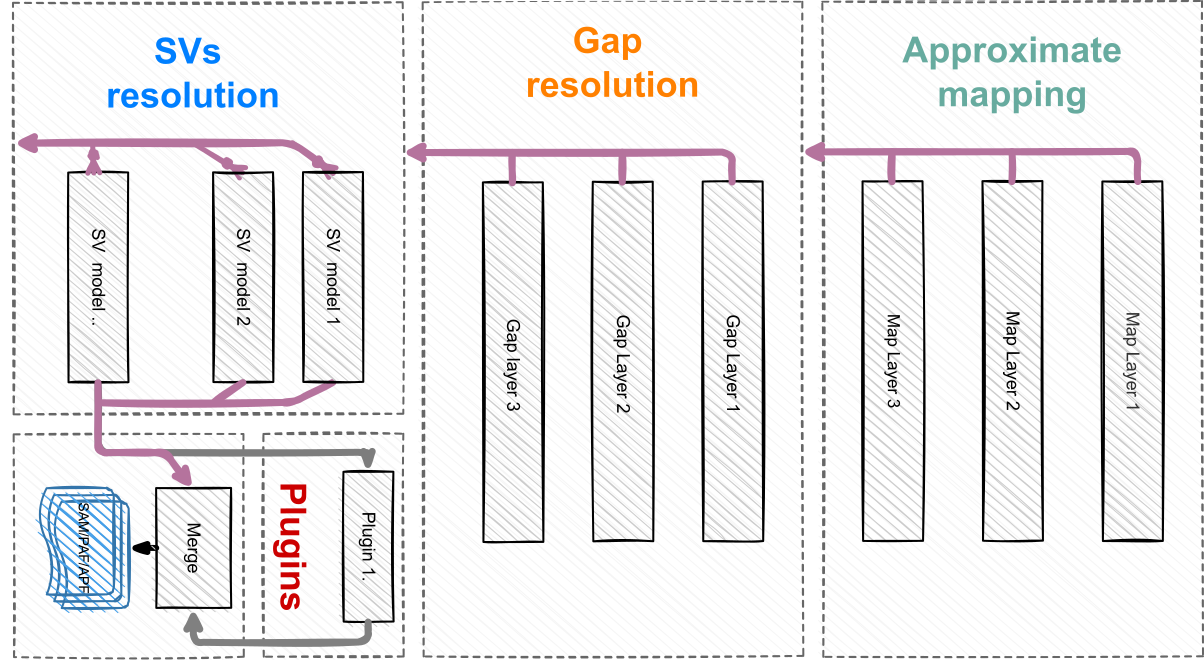 SVs
resolution
Gap
resolution
Approximate
mapping
SV model ..
SV model 2
SV model 1
Gap layer 3
Gap Layer 2
Gap Layer 1
Map Layer 3
Map Layer 2
Map Layer 1
SAM/PAF/APF
Merge
Plugins
Plugin 1.